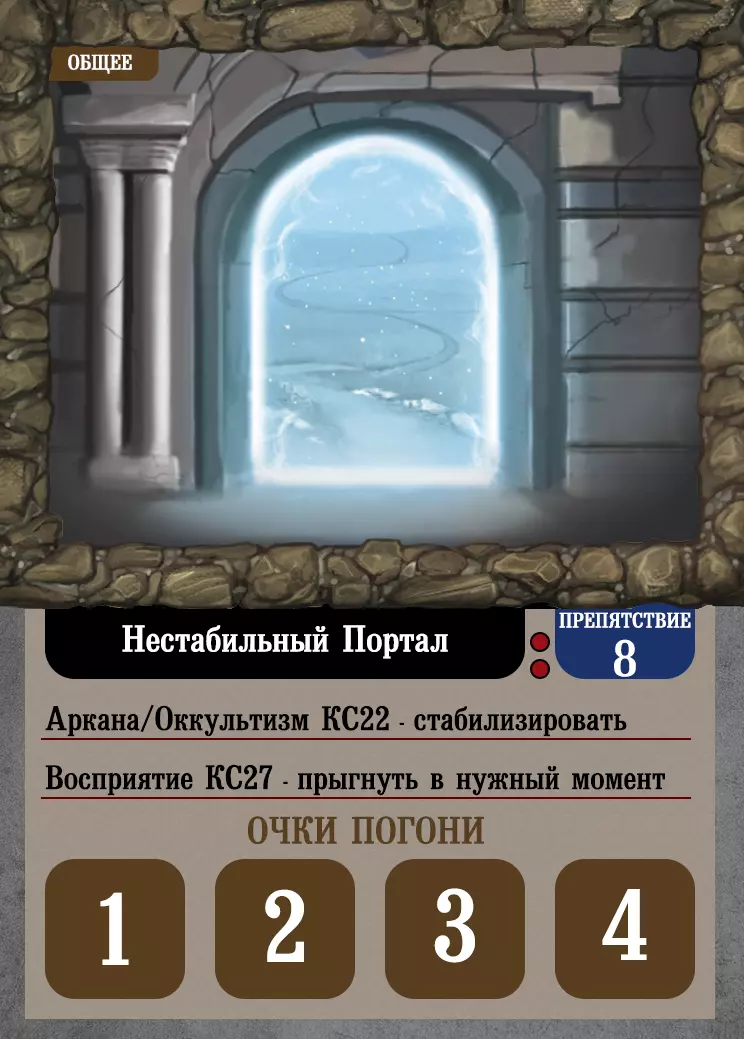 ОБЩЕЕ
Нестабильный Портал
ПРЕПЯТСТВИЕ
8
Аркана/Оккультизм КС22 - стабилизировать
Восприятие КС27 - прыгнуть в нужный момент
ОЧКИ ПОГОНИ
1 2 3 4